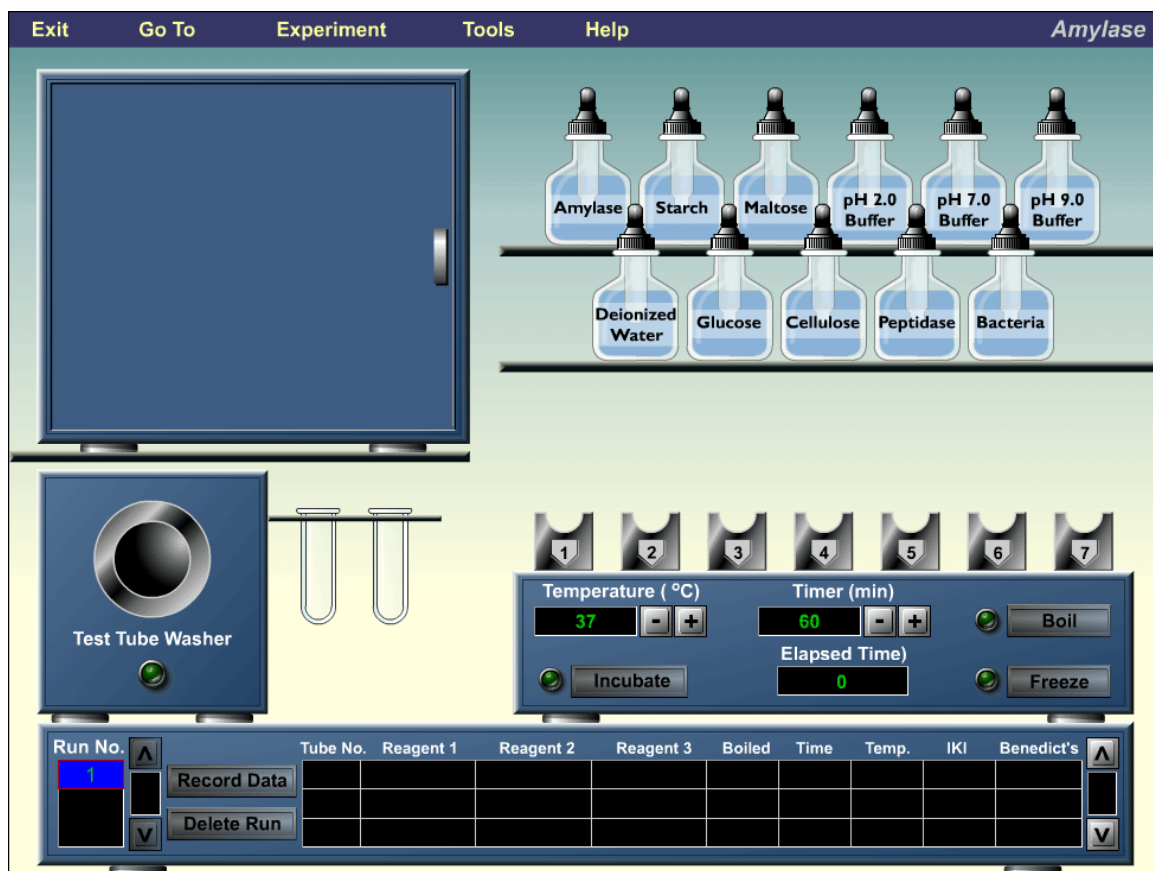 Exit Go To Experiment Tools Help Amylase
Amylase Starch Maltose pH 2.0 Buffer pH 7.0 Buffer pH 9.0 Buffer
Deionized Water Glucose Cellulose Peptidase Bacteria
1 2 3 4 5 6 7
Temperature ( °C) Timer (min)
37 - + 60 - + Boil
Elapsed Time)
Incubate 0 Freeze
Test Tube Washer
Run No. Tube No. Reagent 1 Reagent 2 Reagent 3 Boiled Time Temp. IKI Benedict's
1 Record Data
Delete Run